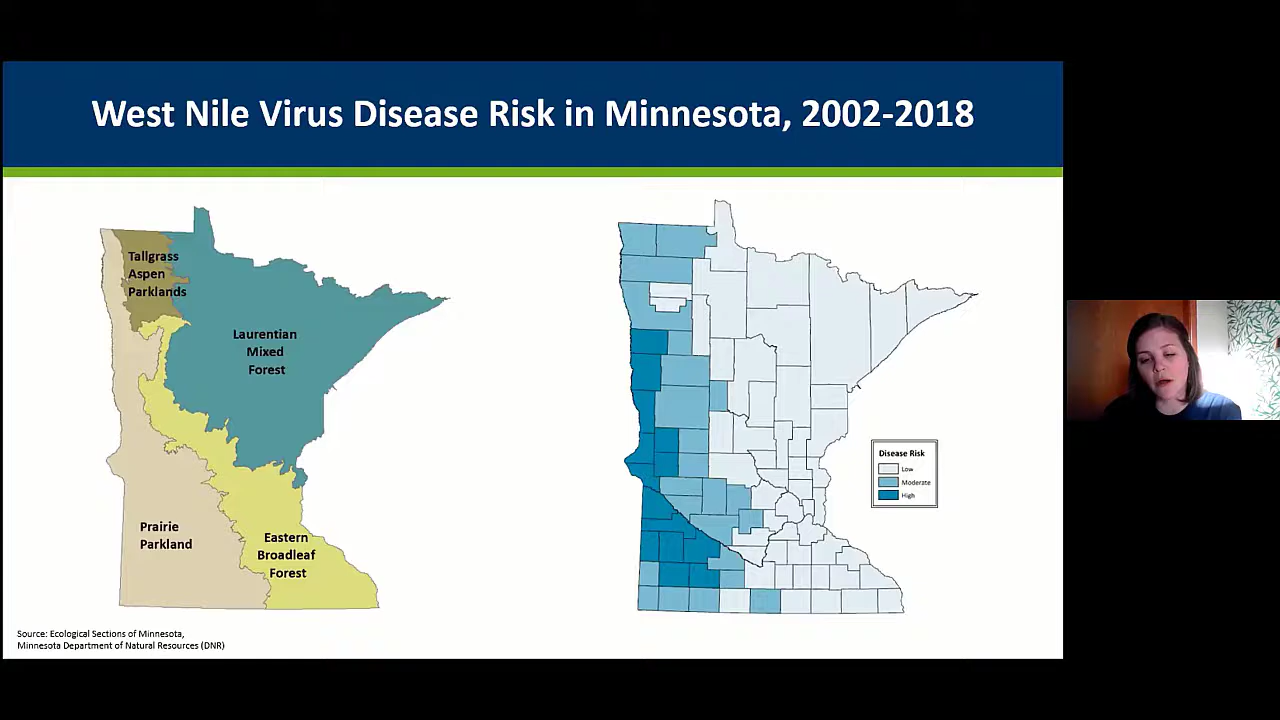 West Nile Virus Disease Risk in Minnesota, 2002-2018
Tallgrass
Aspen
Parklands
Laurentian
Mixed
Forest
Prairie
Parkland
Eastern
Broadleaf
Forest
Disease Risk
Low
Moderate
High
Source: Ecological Sections of Minnesota,
Minnesota Department of Natural Resources (DNR)